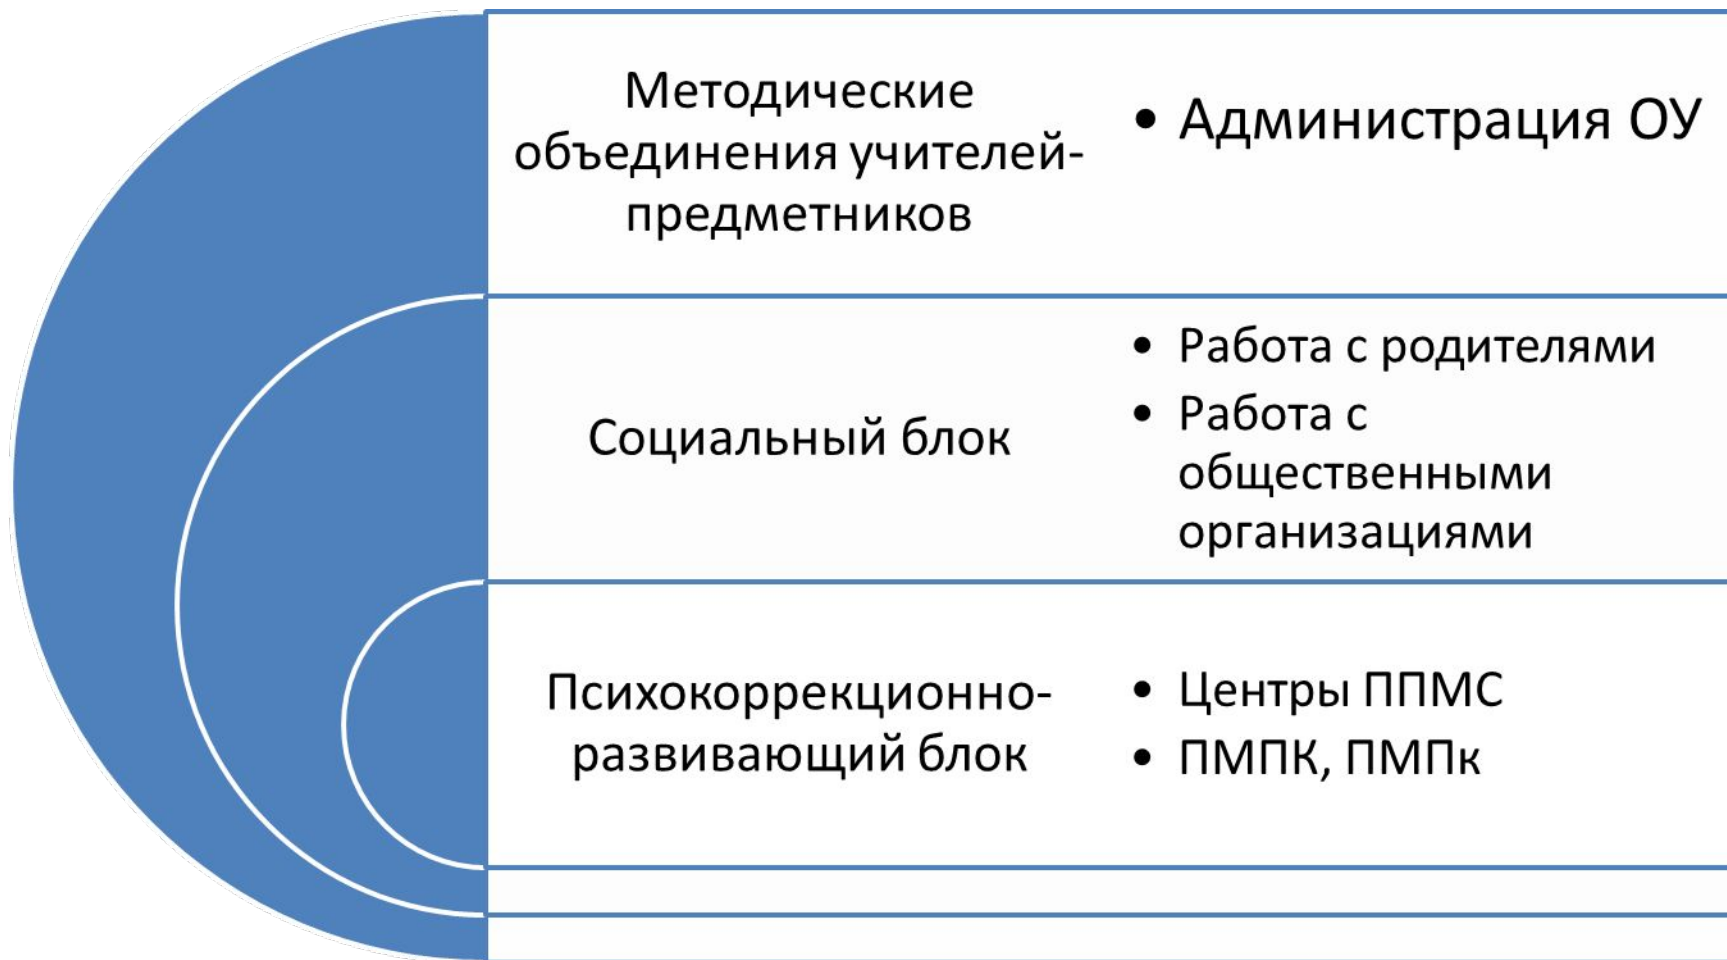 Методические
объединения учителей-
предметников
• Администрация ОУ
Социальный блок
• Работа с родителями
• Работа с
общественными
организациями
Психокоррекционно-
развивающий блок
• Центры ППМС
• ПМПК, ПМПк